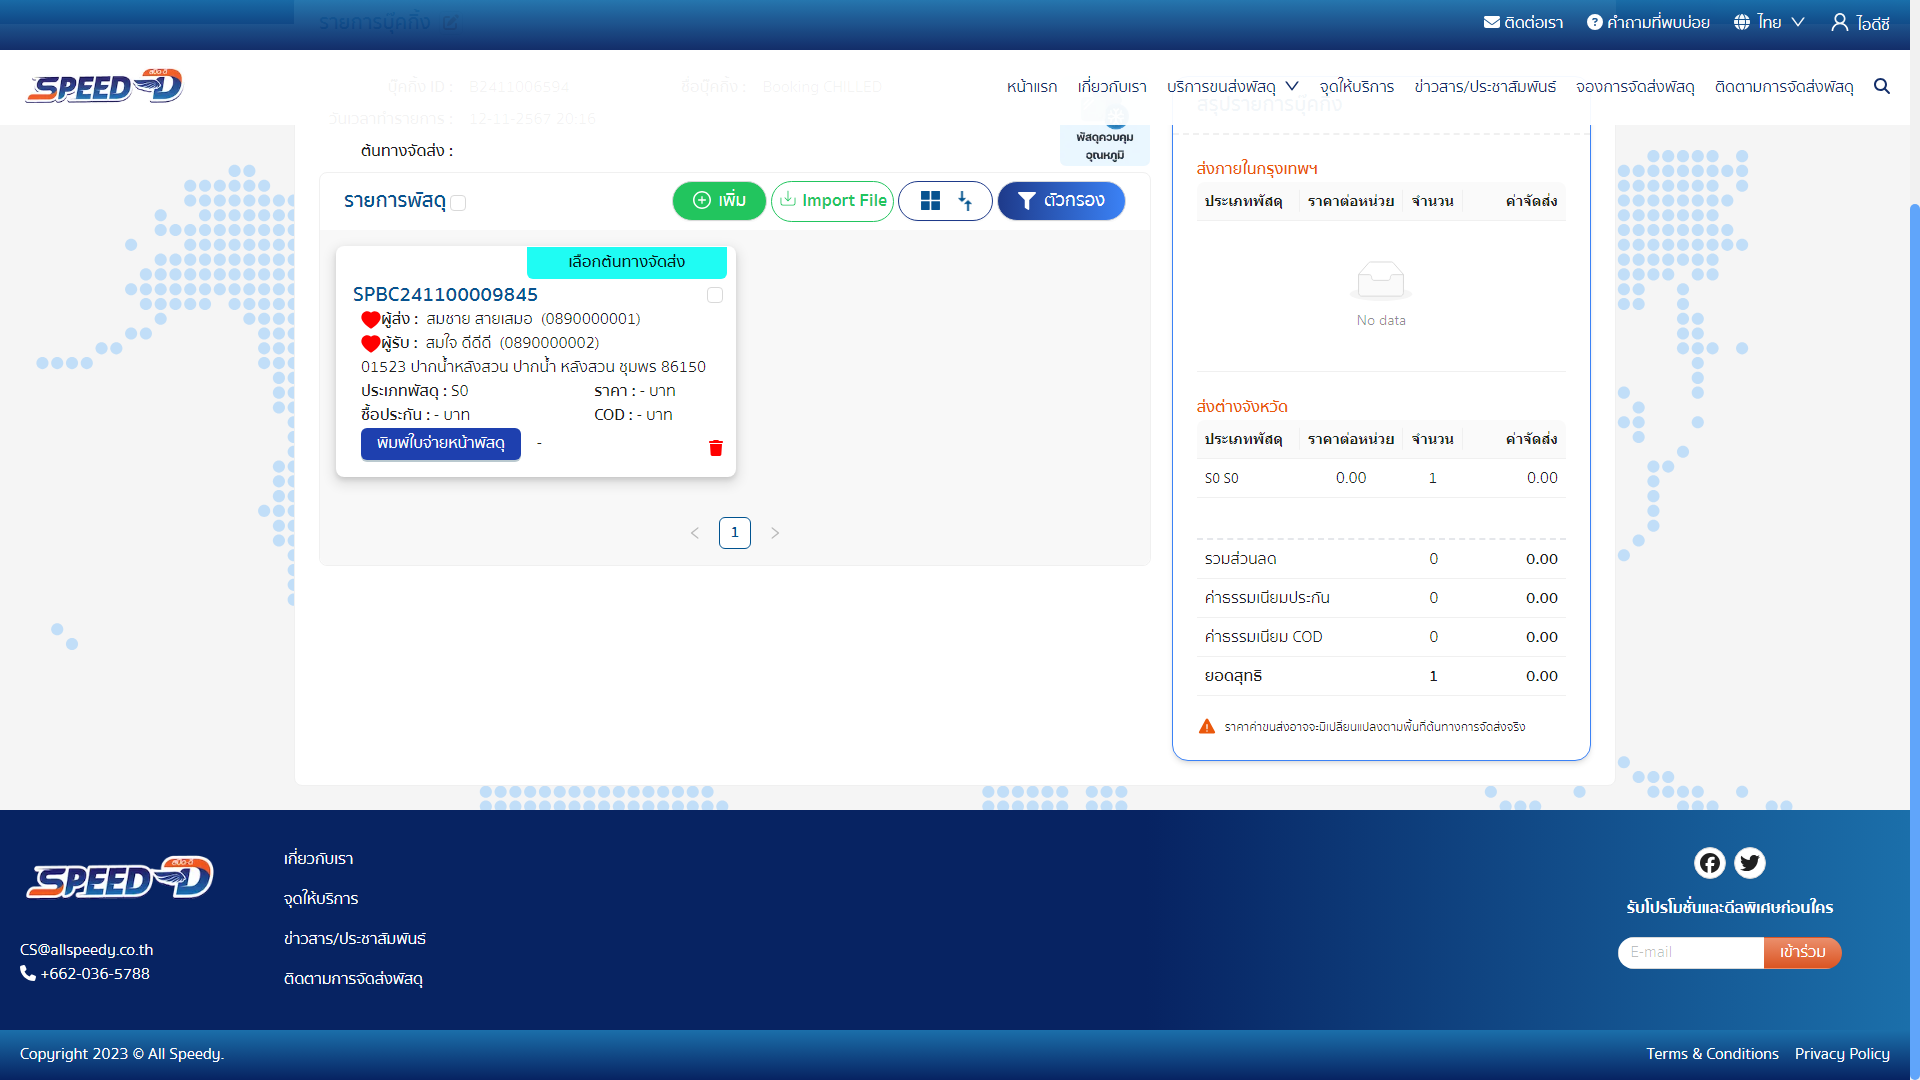 รายการบุ๊คกิ้ง
ติดต่อเรา
คำถามที่พบบ่อย
ไทย
ไอดีซี
สปีด-ดี
SPEED-D
บุ๊คกิ้ง ID : B2411006594
ชื่อบุ๊คกิ้ง : Booking CHILLED
หน้าแรก
เกี่ยวกับเรา
บริการขนส่งพัสดุ
จุดให้บริการ
ข่าวสาร/ประชาสัมพันธ์
จองการจัดส่งพัสดุ
ติดตามการจัดส่งพัสดุ
สรุปรายการบุ๊คกิ้ง
วันเวลาทำรายการ : 12-11-2567 20:16
ต้นทางจัดส่ง :
พัสดุควบคุม
อุณหภูมิ
รายการพัสดุ
เพิ่ม
Import File
ตัวกรอง
เลือกต้นทางจัดส่ง
SPBC241100009845
ผู้ส่ง : สมชาย สายเสมอ (0890000001)
ผู้รับ : สมใจ ดีดีดี (0890000002)
01523 ปากน้ำหลังสวน ปากน้ำ หลังสวน ชุมพร 86150
ประเภทพัสดุ : S0 ราคา : - บาท
ซื้อประกัน : - บาท COD : - บาท
พิมพ์ใบจ่ายหน้าพัสดุ -
1
ส่งภายในกรุงเทพฯ
ประเภทพัสดุ ราคาต่อหน่วย จำนวน ค่าจัดส่ง
No data
ส่งต่างจังหวัด
ประเภทพัสดุ ราคาต่อหน่วย จำนวน ค่าจัดส่ง
S0 S0 0.00 1 0.00
รวมส่วนลด 0 0.00
ค่าธรรมเนียมประกัน 0 0.00
ค่าธรรมเนียม COD 0 0.00
ยอดสุทธิ 1 0.00
ราคาค่าขนส่งอาจจะมีเปลี่ยนแปลงตามพื้นที่ต้นทางการจัดส่งจริง
สปีด-ดี
SPEED-D
CS@allspeedy.co.th
+662-036-5788
เกี่ยวกับเรา
จุดให้บริการ
ข่าวสาร/ประชาสัมพันธ์
ติดตามการจัดส่งพัสดุ
รับโปรโมชั่นและดีลพิเศษก่อนใคร
E-mail
เข้าร่วม
Copyright 2023 © All Speedy.
Terms & Conditions
Privacy Policy